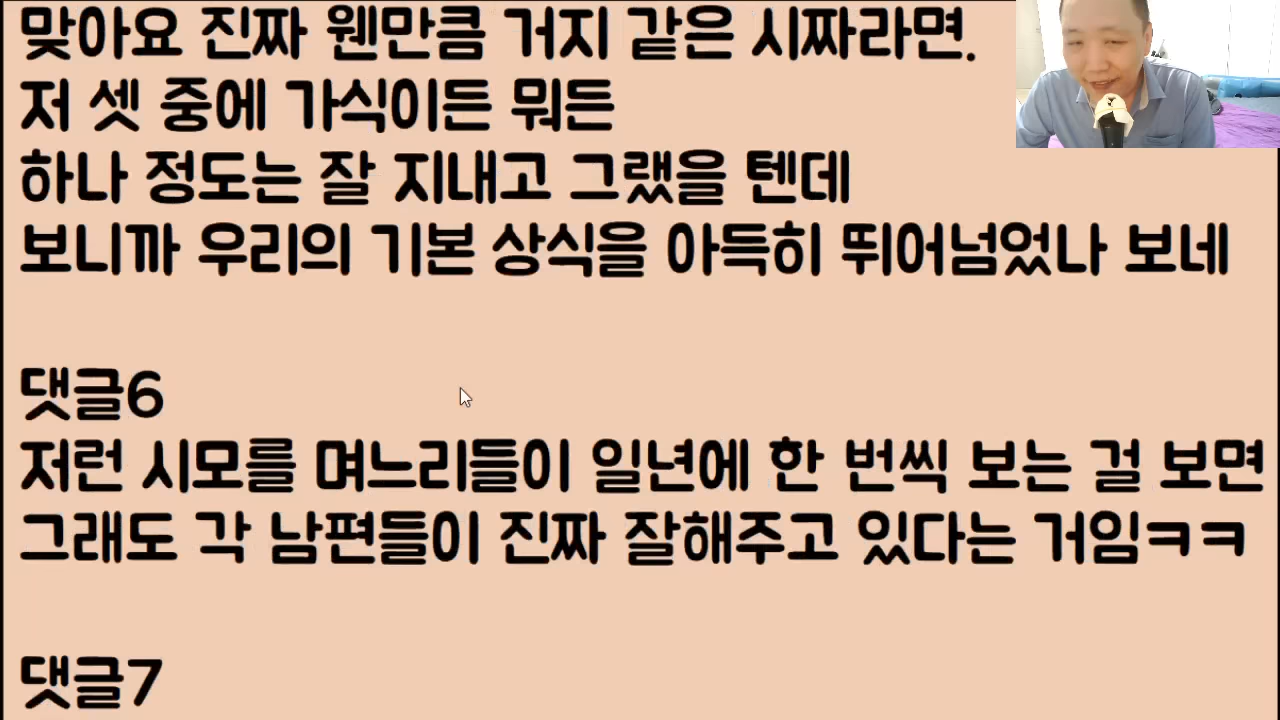 맞아요 진짜 웬만큼 거지 같은 시짜라면.
저 셋 중에 가식이든 뭐든
하나 정도는 잘 지내고 그랬을 텐데
보니까 우리의 기본 상식을 아득히 뛰어넘었나 보네
댓글6
저런 시모를 며느리들이 일년에 한 번씩 보는 걸 보면
그래도 각 남편들이 진짜 잘해주고 있다는 거임ㅋㅋ
댓글7